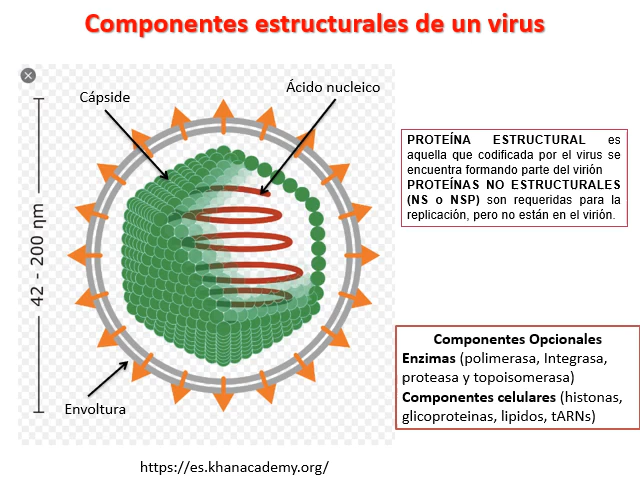 Componentes estructurales de un virus
Cápside
Ácido nucleico
42 - 200 nm
Envoltura
PROTEÍNA ESTRUCTURAL es
aquella que codificada por el virus se
encuentra formando parte del virión
PROTEÍNAS NO ESTRUCTURALES
(NS o NSP) son requeridas para la
replicación, pero no están en el virión.
Componentes Opcionales
Enzimas (polimerasa, Integrasa,
proteasa y topoisomerasa)
Componentes celulares (histonas,
glicoproteinas, lipidos, tARNs)
https://es.khanacademy.org/